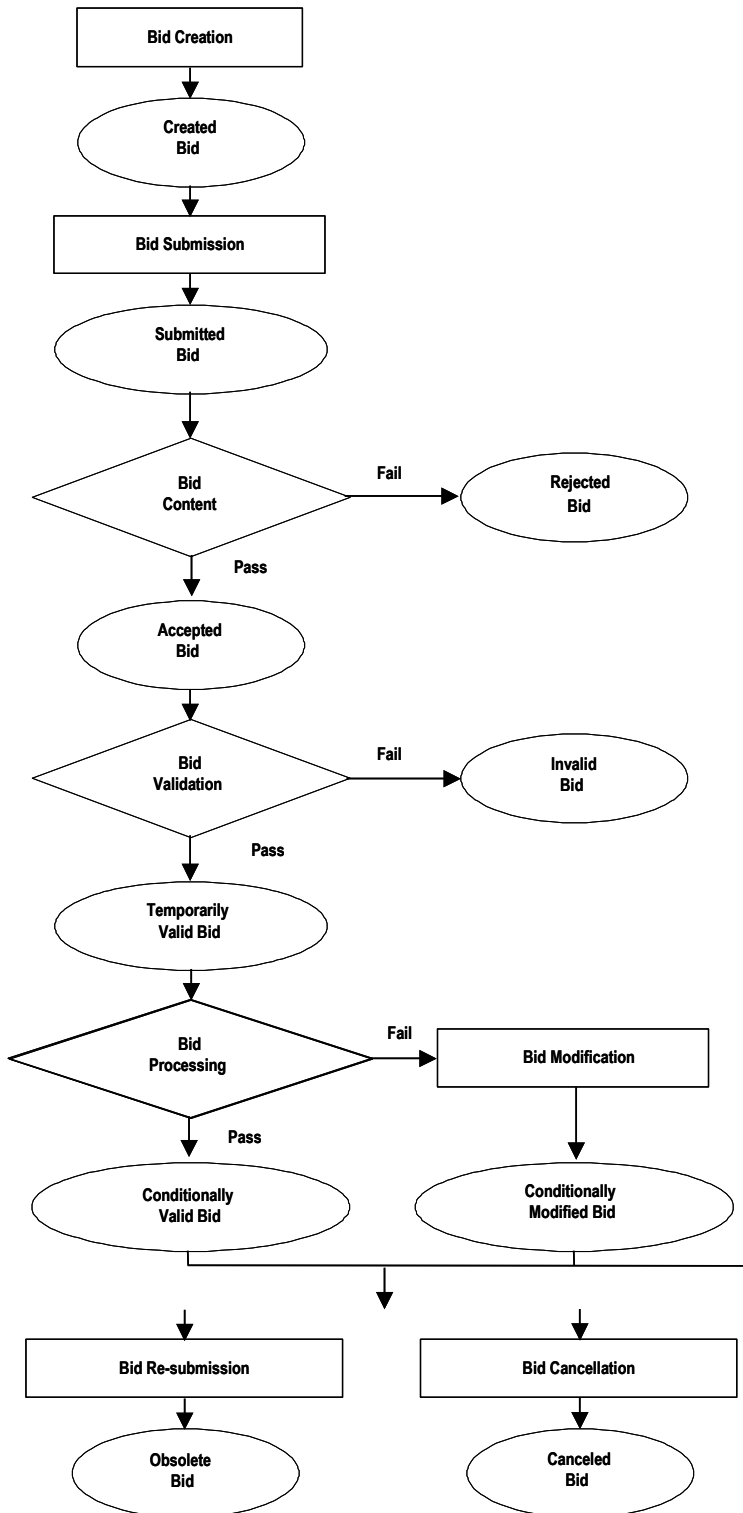 Bid Creation
Created
Bid
Bid Submission
Submitted
Bid
Bid
Content
Fail
Rejected
Bid
Pass
Accepted
Bid
Bid
Validation
Fail
Invalid
Bid
Pass
Temporarily
Valid Bid
Bid
Processing
Fail
Bid Modification
Pass
Conditionally
Valid Bid
Conditionally
Modified Bid
Bid Re-submission
Bid Cancellation
Obsolete
Bid
Canceled
Bid